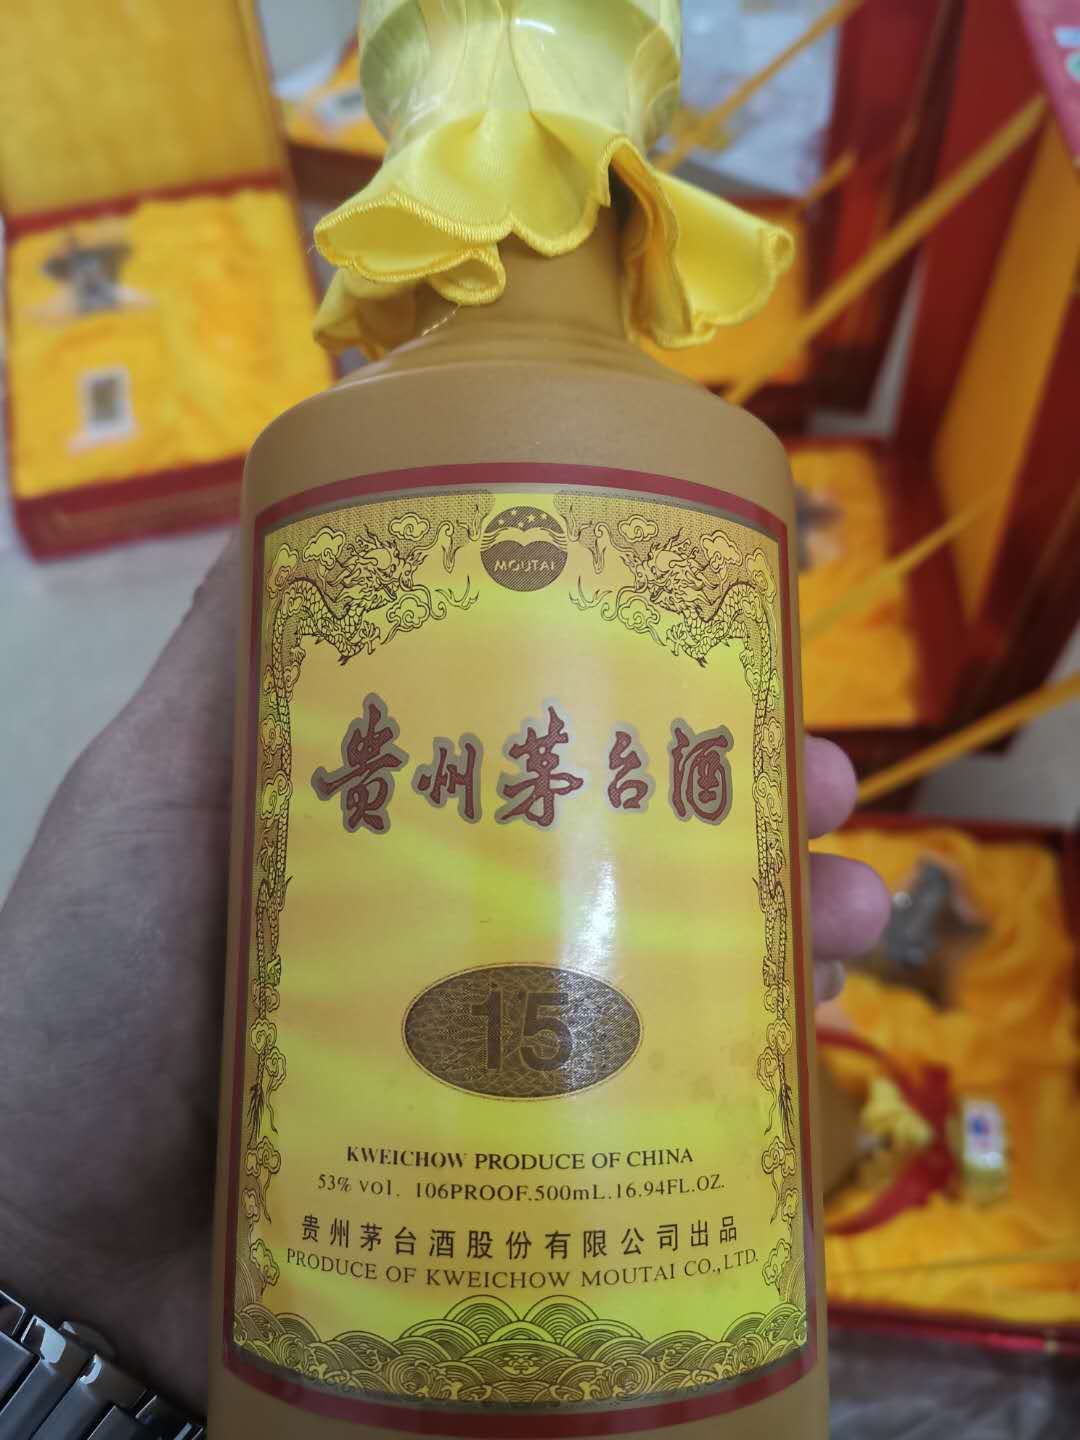 MOUTAI
贵州茅台酒
15
KWEICHOW PRODUCE OF CHINA
53% vol. 106PROOF.500mL.16.94FL.OZ.
贵州茅台酒股份有限公司出品
PRODUCE OF KWEICHOW MOUTAI CO.,LTD.